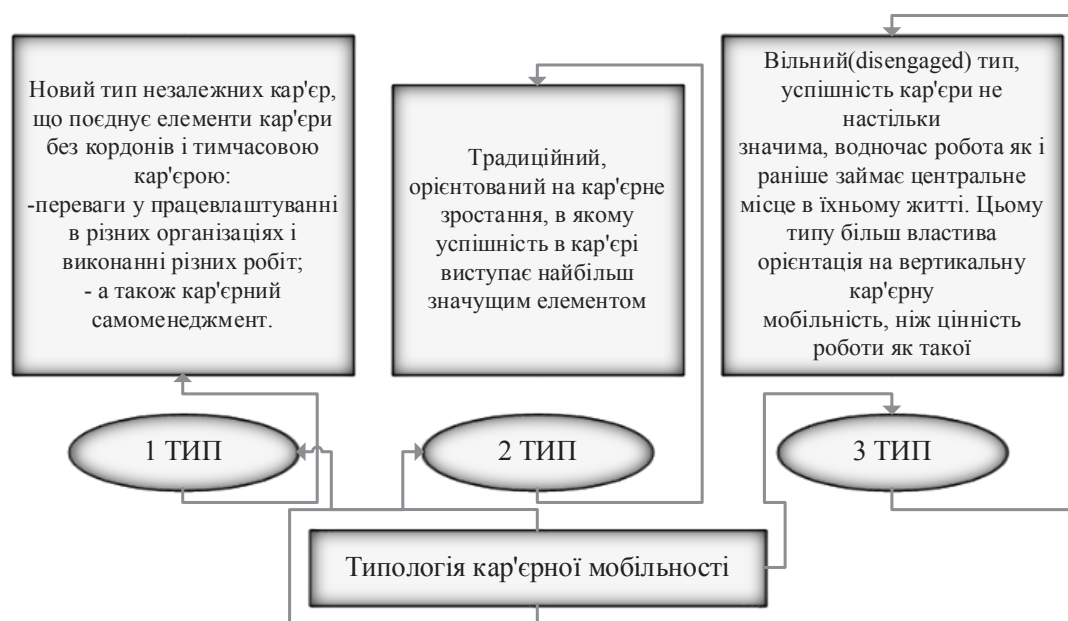 Новий тип незалежних кар'єр,
що поєднує елементи кар'єри
без кордонів і тимчасовою
кар'єрою:
-переваги у працевлаштуванні
в різних організаціях і
виконанні різних робіт;
- а також кар'єрний
самоменеджмент.
Традиційний,
орієнтований на кар'єрне
зростання, в якому
успішність в кар'єрі
виступає найбільш
значущим елементом
Вільний(disengaged) тип,
успішність кар'єри не
настільки
значима, водночас робота як і
раніше займає центральне
місце в їхньому житті. Цьому
типу більш властива
орієнтація на вертикальну
кар'єрну
мобільність, ніж цінність
роботи як такої
1 ТИП
2 ТИП
3 ТИП
Типологія кар'єрної мобільності